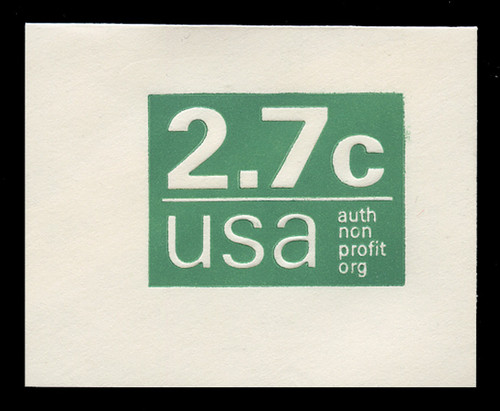 2.7c
usa
auth
non
profit
org